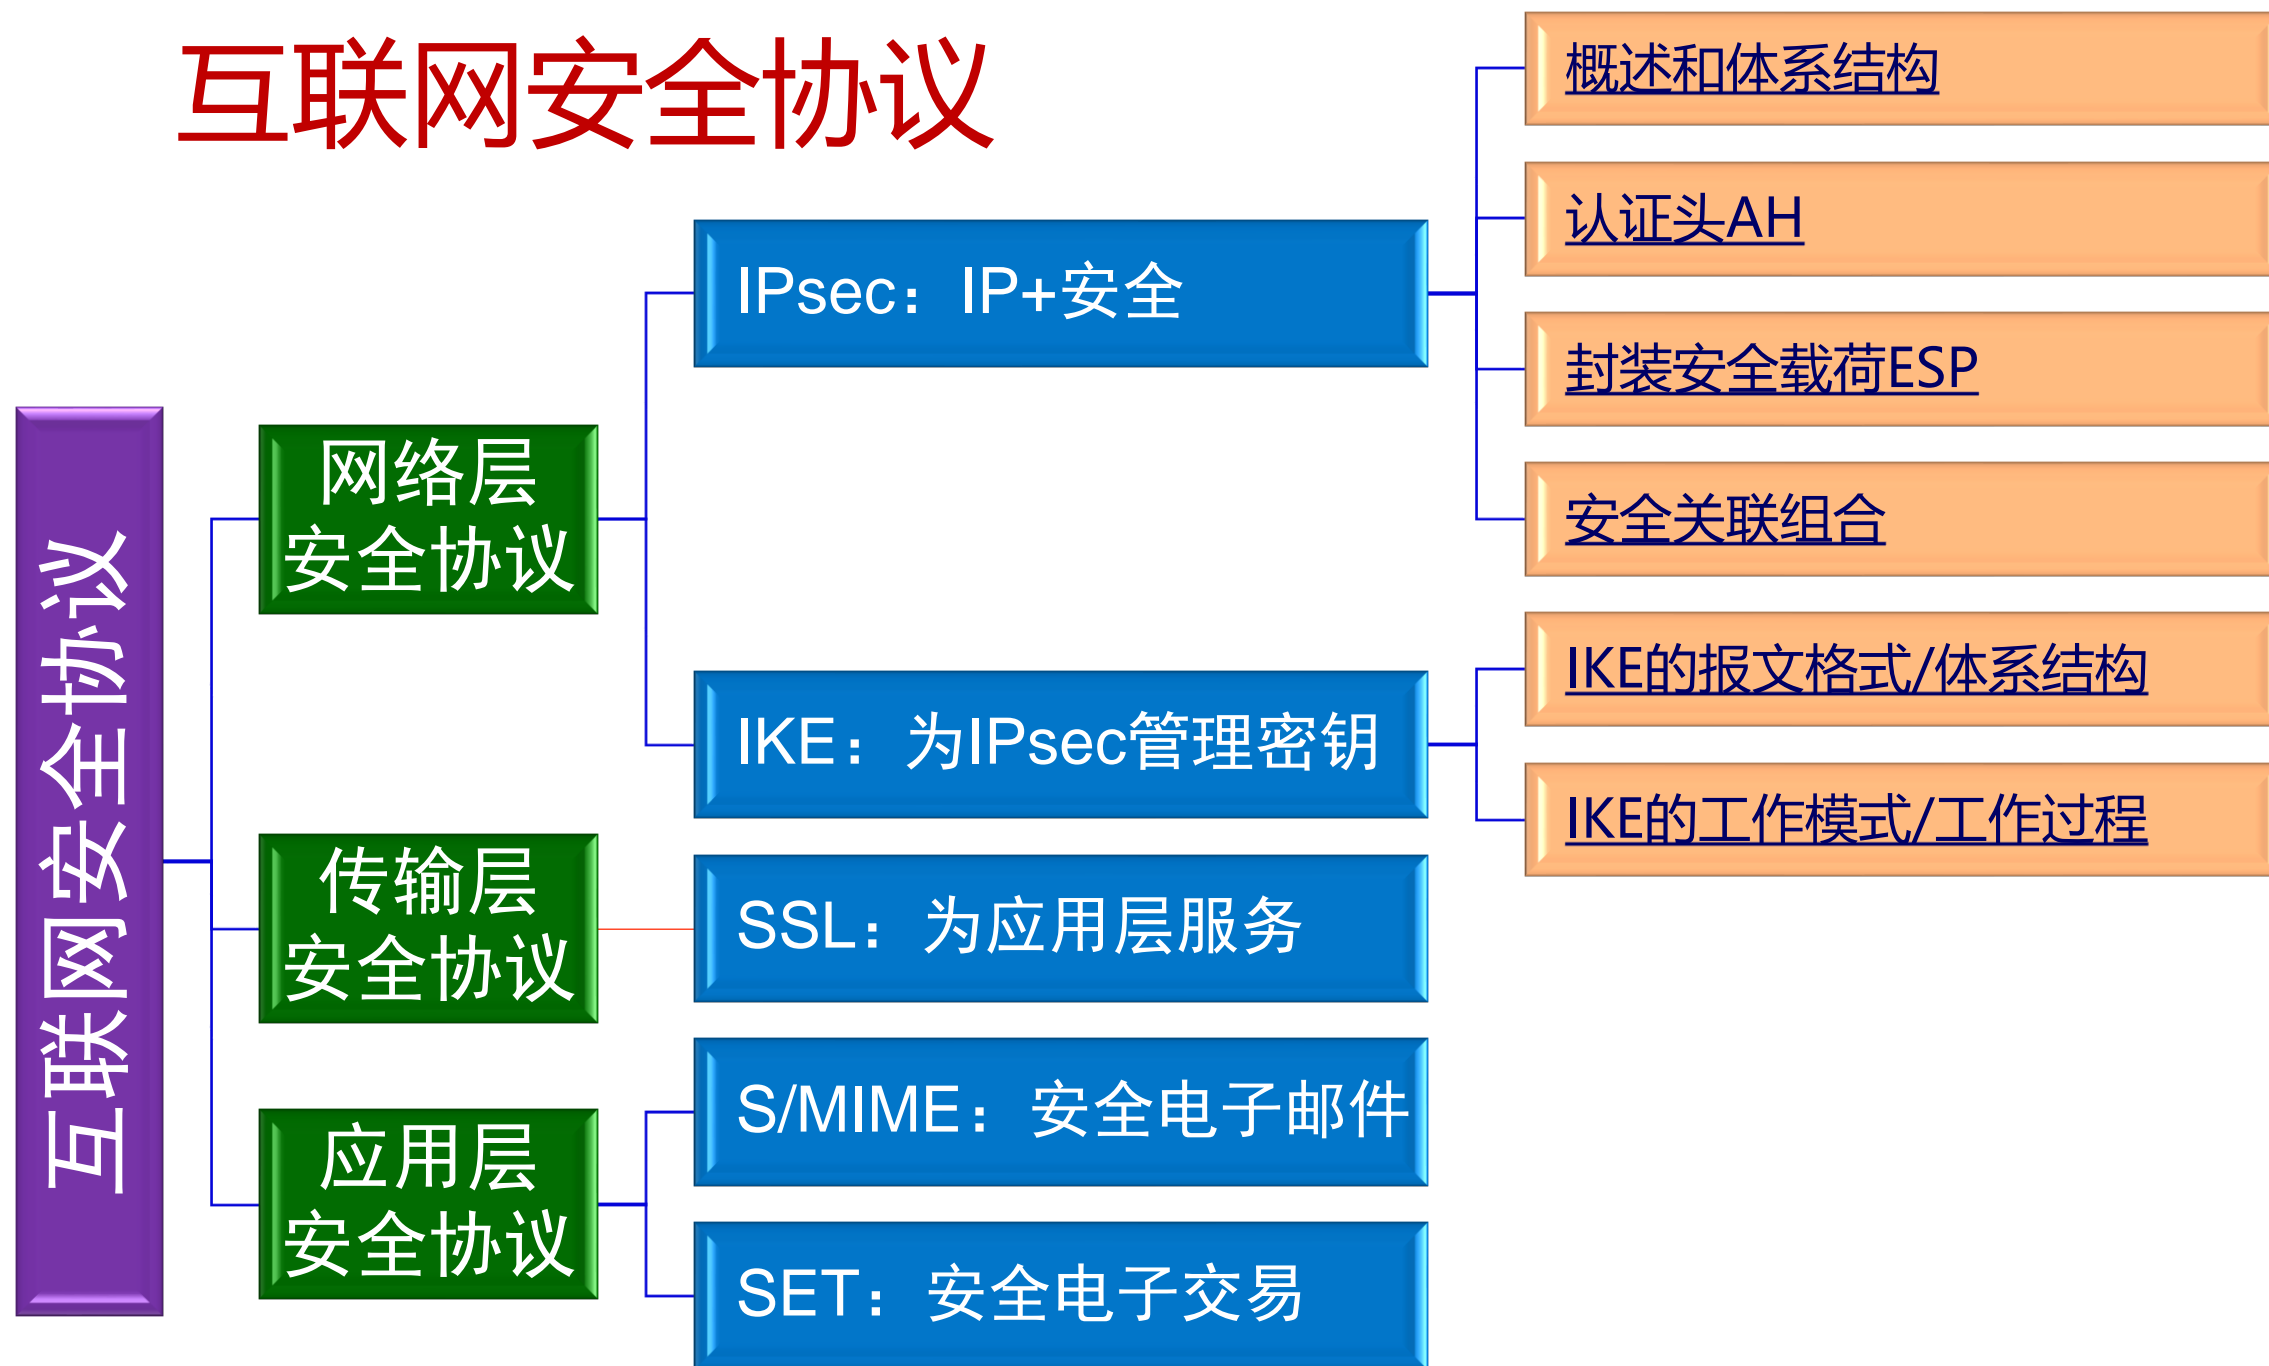 互联网安全协议
互联网安全协议
网络层
安全协议
IPsec：IP+安全
概述和体系结构
认证头AH
封装安全载荷ESP
安全关联组合
IKE：为IPsec管理密钥
IKE的报文格式/体系结构
IKE的工作模式/工作过程
传输层
安全协议
SSL：为应用层服务
应用层
安全协议
S/MIME：安全电子邮件
SET：安全电子交易